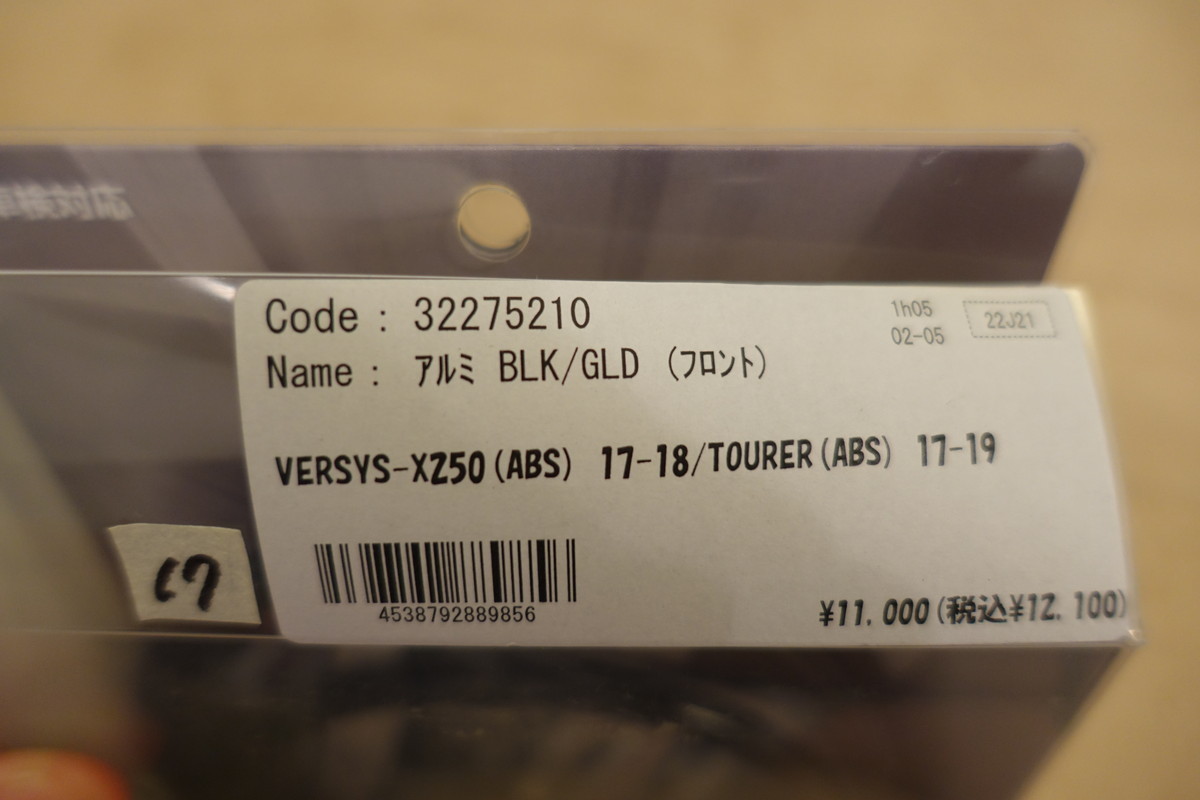 車検対応
Code : 32275210
1h05
02-05
22J21
Name : アルミ BLK/GLD (フロント)
VERSYS-X250(ABS) 17-18/TOURER(ABS) 17-19
17
4538792889856
¥11,000(税込¥12,100)